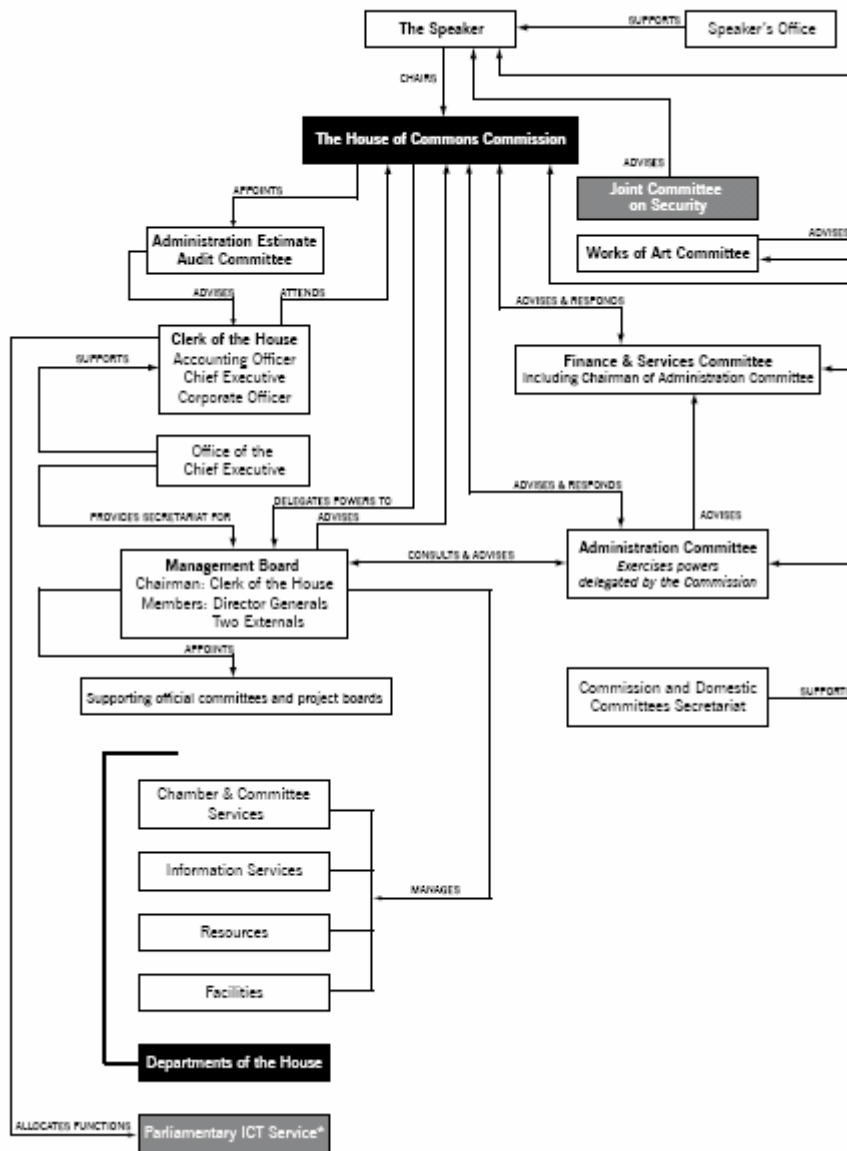 The Speaker
SUPPORTS
Speaker's Office
CHAIRS
The House of Commons Commission
ADVISES
APPOINTS
Joint Committee
on Security
Administration Estimate
Audit Committee
Works of Art Committee
ADVISES
ADVISES
ATTENDS
ADVISES & RESPONDS
Clerk of the House
Accounting Officer
Chief Executive
Corporate Officer
SUPPORTS
Finance & Services Committee
Including Chairman of Administration Committee
Office of the
Chief Executive
ADVISES & RESPONDS
DELEGATES POWERS TO
PROVIDES SECRETARIAT FOR
ADVISES
ADVISES
Management Board
Chairman: Clerk of the House
Members: Director Generals
Two Externals
CONSULTS & ADVISES
Administration Committee
Exercises powers
delegated by the Commission
APPOINTS
Supporting official committees and project boards
Commission and Domestic
Committees Secretariat
SUPPORTS
Chamber & Committee
Services
Information Services
MANAGES
Resources
Facilities
Departments of the House
ALLOCATES FUNCTIONS
Parliamentary ICT Service*